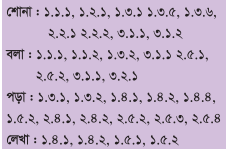 শোনা : ১.১.১, ১.২.১, ১.৩.১ ১.৩.৫, ১.৩.৬,
২.২.১ ২.২.২, ৩.১.১, ৩.১.২
বলা : ১.১.১, ১.১.২, ১.৩.২, ৩.১.১ ২.৫.১,
২.৫.২, ৩.১.১, ৩.২.১
পড়া : ১.৩.১, ১.৩.২, ১.৪.১, ১.৪.২, ১.৪.৪,
১.৫.২, ২.৪.১, ২.৪.২, ২.৫.২, ২.৫.৩, ২.৫.৪
লেখা : ১.৪.১, ১.৪.২, ১.৫.১, ১.৫.২